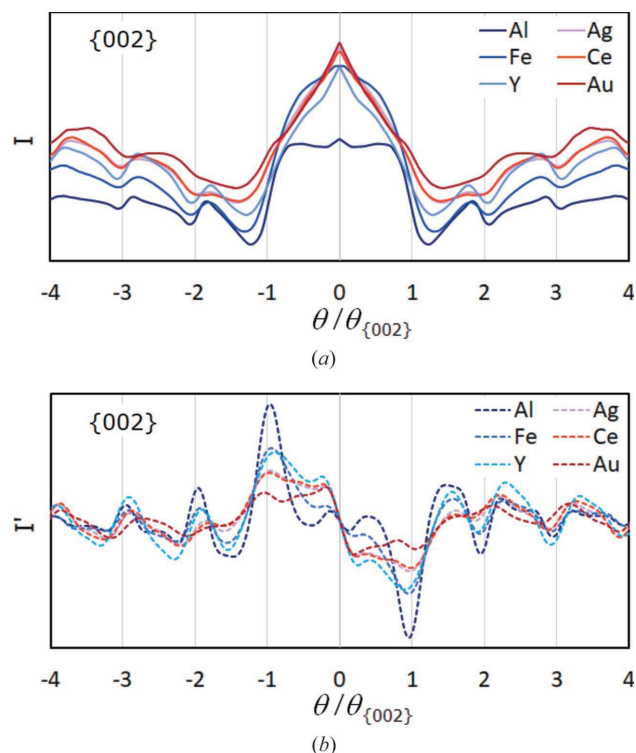 {002}
Al Ag
Fe Ce
Y Au
I
-4 -3 -2 -1 0 1 2 3 4
θ/θ{002}
(a)
{002}
Al Ag
Fe Ce
Y Au
I'
-4 -3 -2 -1 0 1 2 3 4
θ/θ{002}
(b)